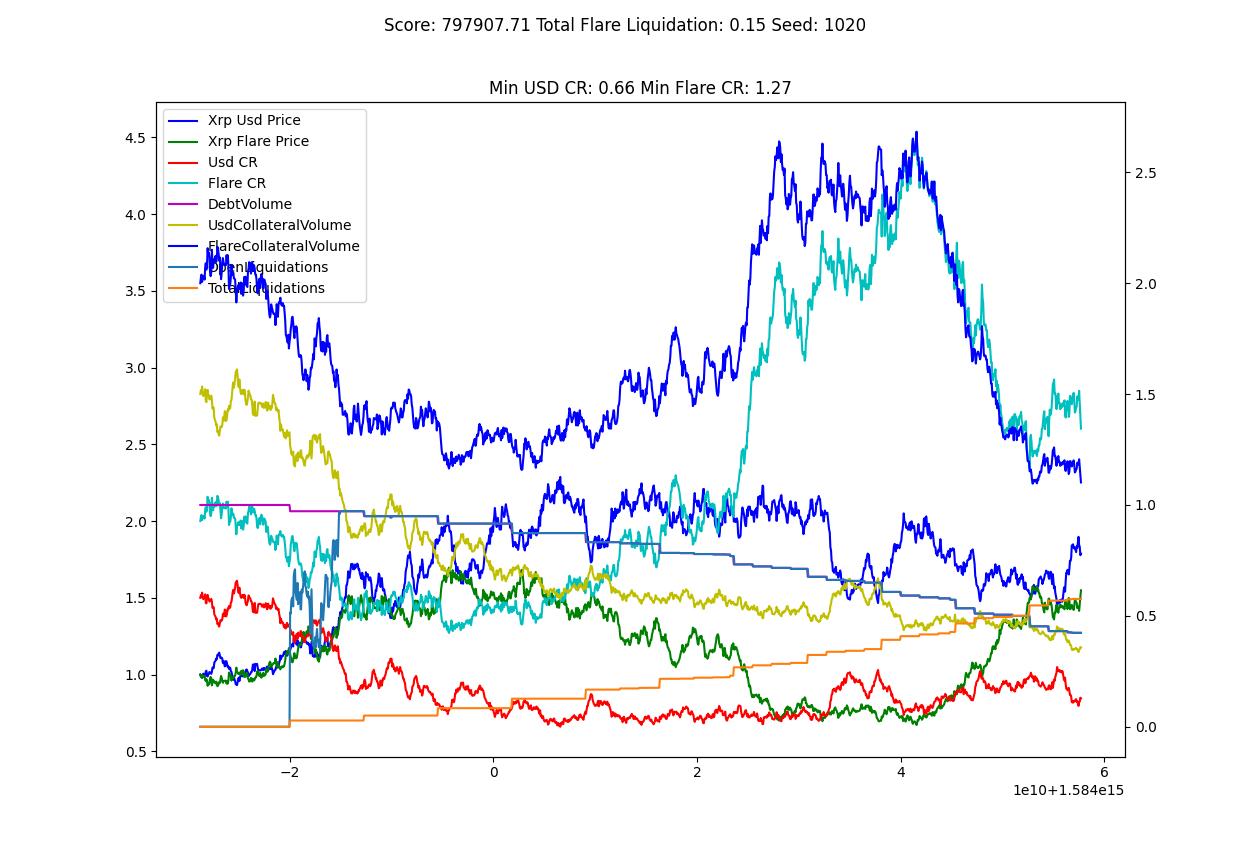 Score: 797907.71 Total Flare Liquidation: 0.15 Seed: 1020
Min USD CR: 0.66 Min Flare CR: 1.27
Xrp Usd Price
Xrp Flare Price
Usd CR
Flare CR
DebtVolume
UsdCollateralVolume
FlareCollateralVolume
OpenLiquidations
TotalLiquidations
4.5
4.0
3.5
3.0
2.5
2.0
1.5
1.0
0.5
2.5
2.0
1.5
1.0
0.5
0.0
−2
0
2
4
6
1e10+1.584e15